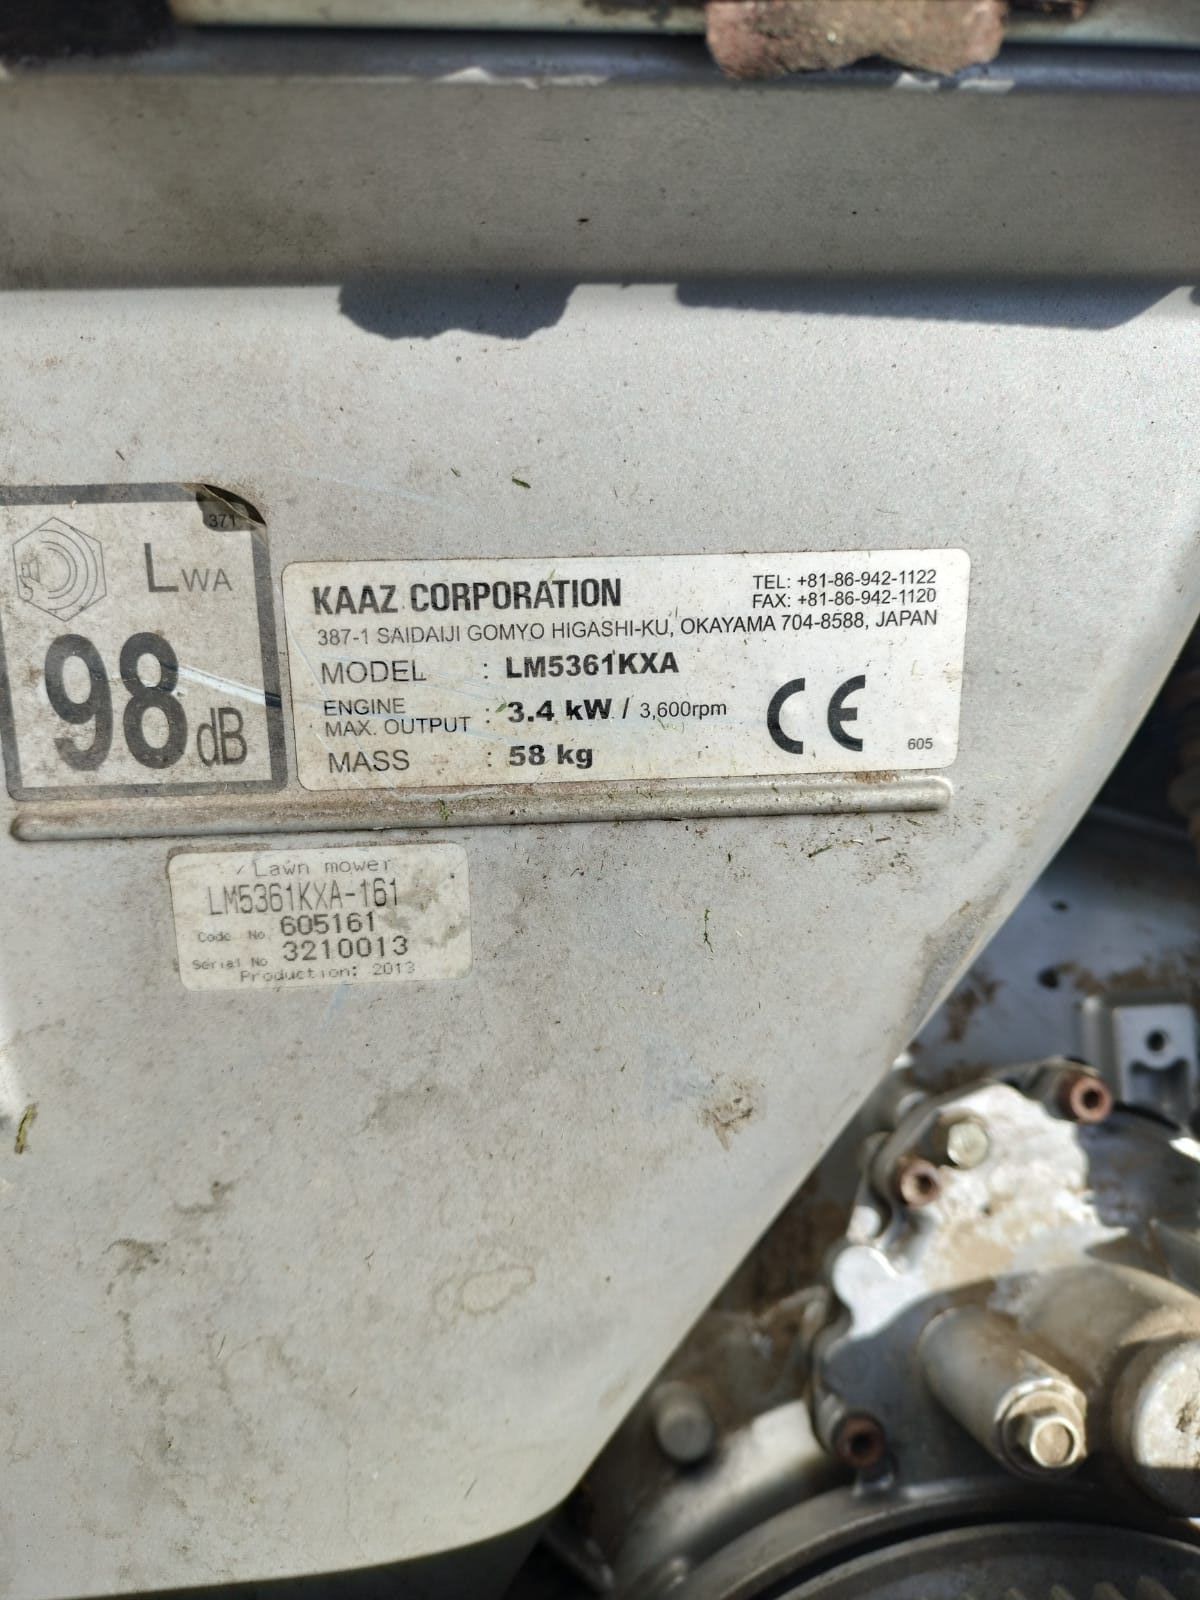 371
LWA
98 dB
KAAZ CORPORATION
TEL: +81-86-942-1122
FAX: +81-86-942-1120
387-1 SAIDAIJI GOMYO HIGASHI-KU, OKAYAMA 704-8588, JAPAN
MODEL : LM5361KXA
ENGINE
MAX. OUTPUT : 3.4 kW / 3,600rpm
MASS : 58 kg
CE
605
Lawn mower
LM5361KXA-161
Code No 605161
Serial No 3210013
Production: 2013